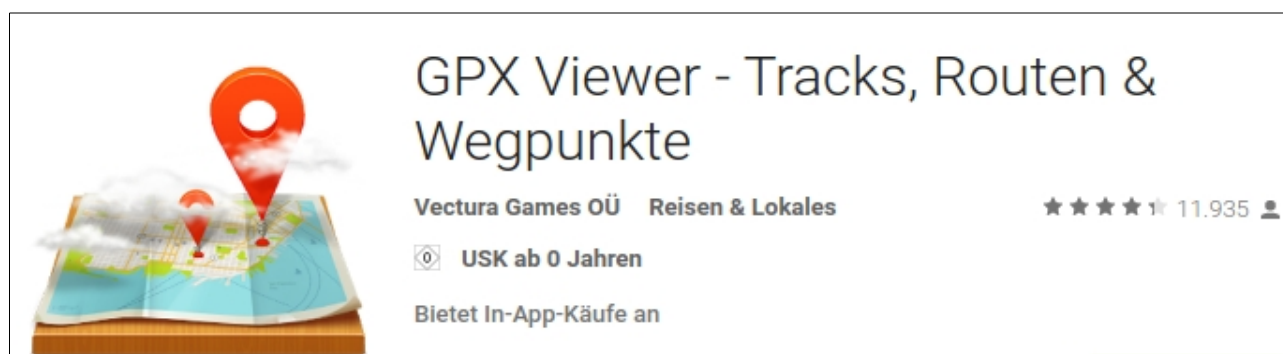 GPX Viewer - Tracks, Routen &
Wegpunkte
Vectura Games OÜ Reisen & Lokales 11.935
0 USK ab 0 Jahren
Bietet In-App-Käufe an